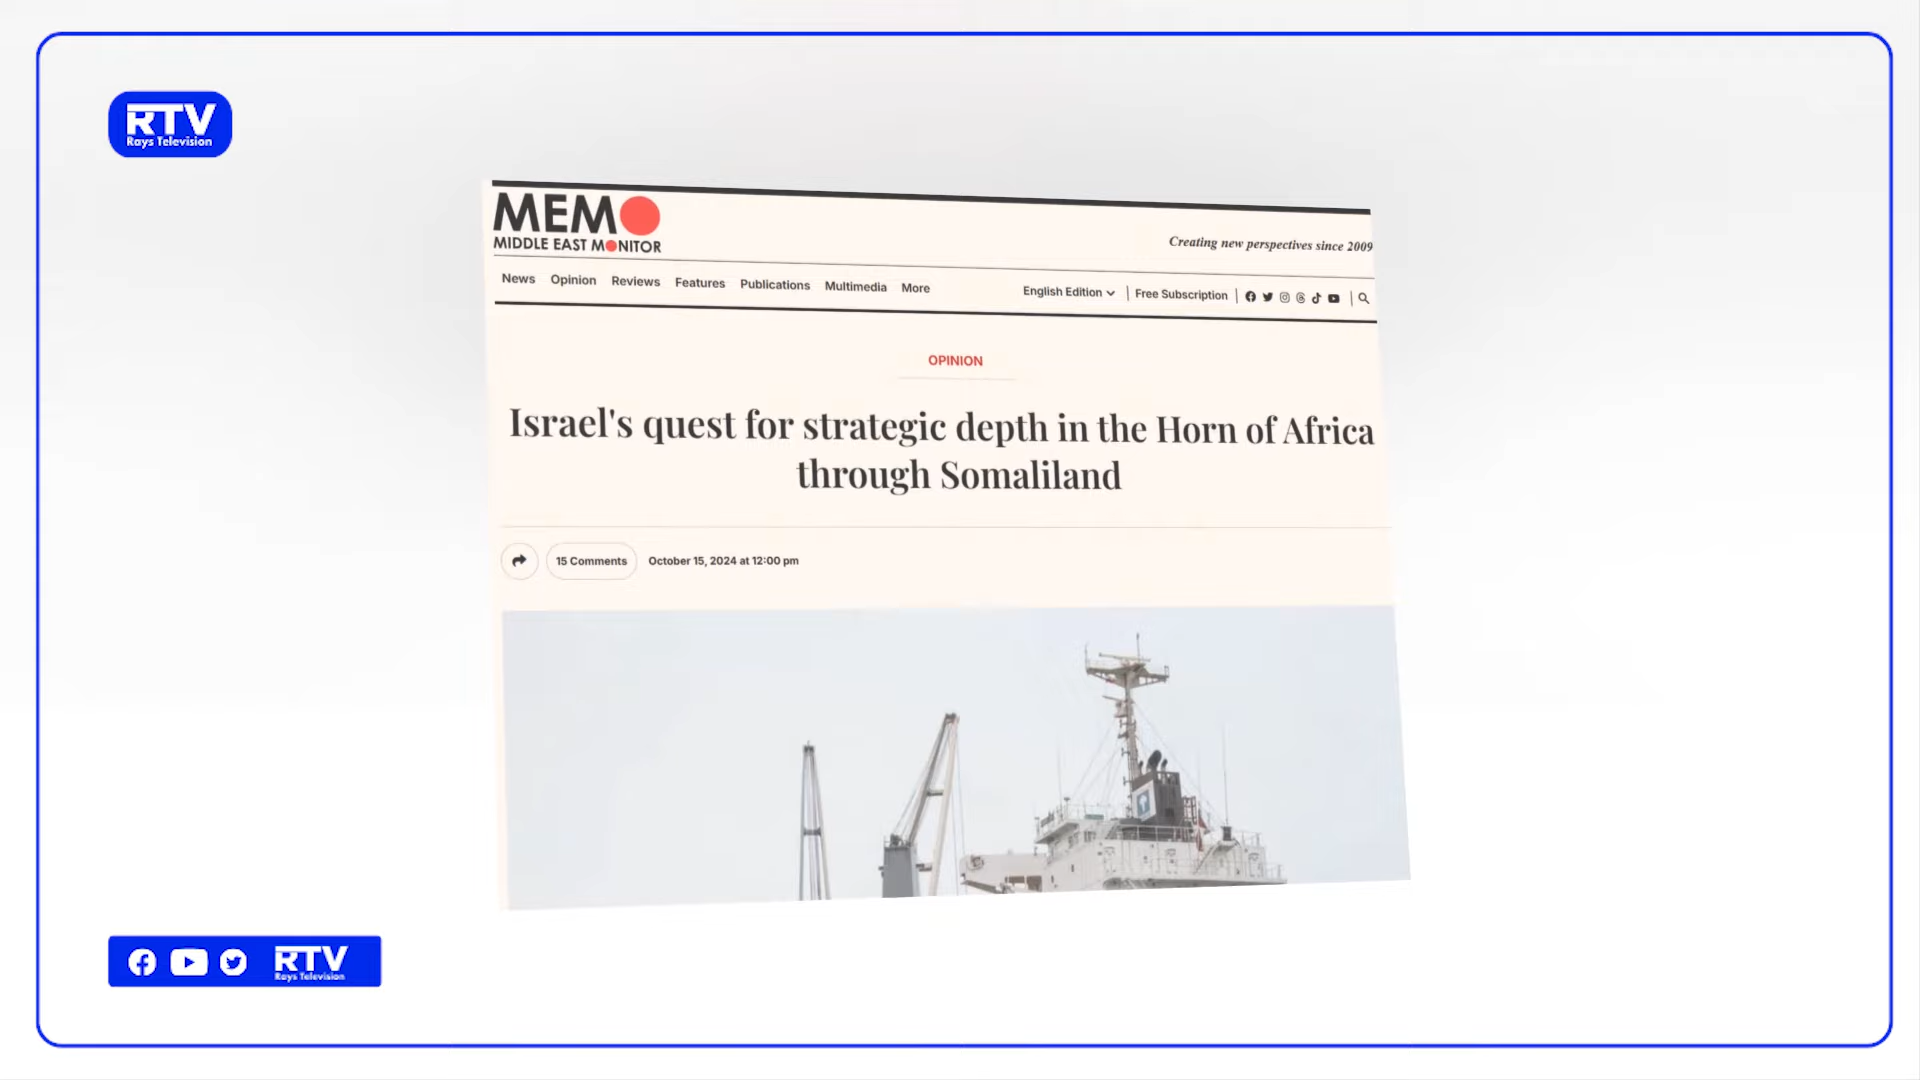 RTV
Rays Television
MEMO
MIDDLE EAST MONITOR
Creating new perspectives since 2009
News Opinion Reviews Features Publications Multimedia More
English Edition Free Subscription
OPINION
Israel's quest for strategic depth in the Horn of Africa
through Somaliland
15 Comments October 15, 2024 at 12:00 pm
RTV
Rays Television